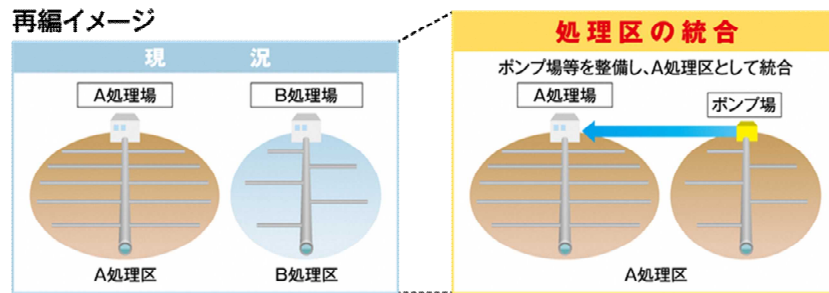 再編イメージ
現況
A処理場
B処理場
A処理区
B処理区
処理区の統合
ポンプ場等を整備し、A処理区として統合
A処理場
ポンプ場
A処理区